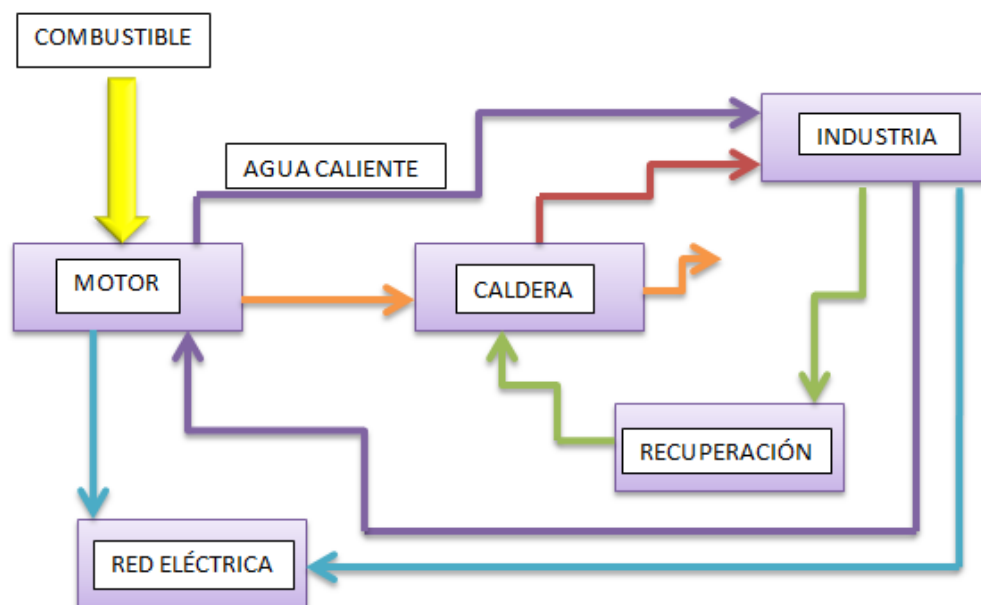 COMBUSTIBLE
INDUSTRIA
AGUA CALIENTE
MOTOR
CALDERA
RECUPERACIÓN
RED ELÉCTRICA